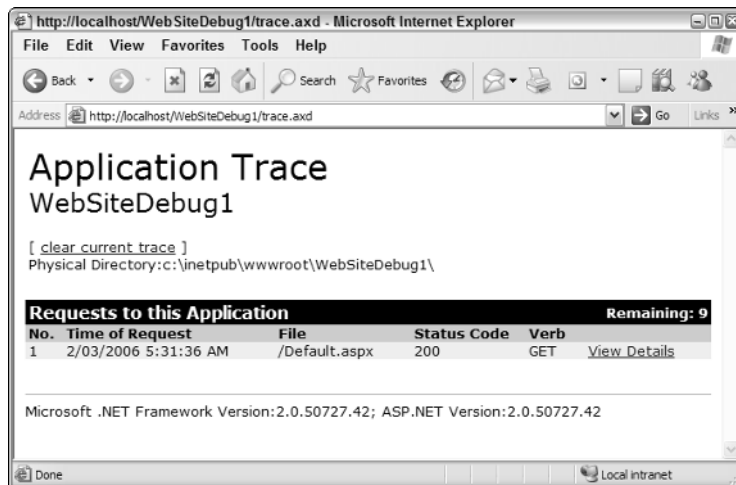 http://localhost/WebSiteDebug1/trace.axd - Microsoft Internet Explorer
File Edit View Favorites Tools Help
Back Search Favorites
Address http://localhost/WebSiteDebug1/trace.axd Go Links »
Application Trace
WebSiteDebug1
[ clear current trace ]
Physical Directory:c:\inetpub\wwwroot\WebSiteDebug1\
Requests to this Application Remaining: 9
No. Time of Request File Status Code Verb
1 2/03/2006 5:31:36 AM /Default.aspx 200 GET View Details
Microsoft .NET Framework Version:2.0.50727.42; ASP.NET Version:2.0.50727.42
Done Local intranet